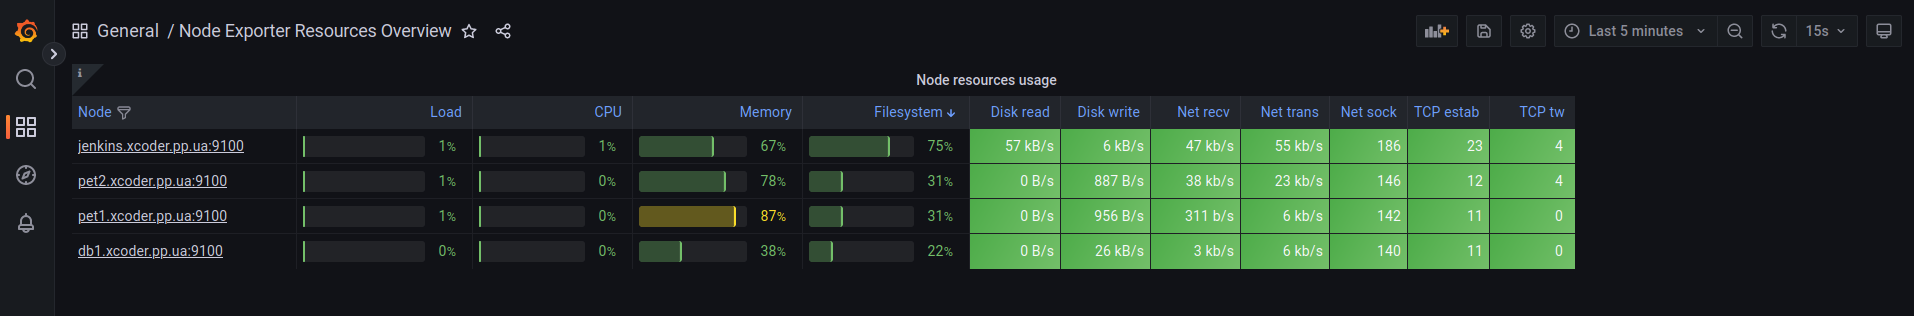 General / Node Exporter Resources Overview Last 5 minutes 15s
i
Node resources usage
Node Load CPU Memory Filesystem Disk read Disk write Net recv Net trans Net sock TCP estab TCP tw
jenkins.xcoder.pp.ua:9100 1% 1% 67% 75% 57 kB/s 6 kB/s 47 kb/s 55 kb/s 186 23 4
pet2.xcoder.pp.ua:9100 1% 0% 78% 31% 0 B/s 887 B/s 38 kb/s 23 kb/s 146 12 4
pet1.xcoder.pp.ua:9100 1% 0% 87% 31% 0 B/s 956 B/s 311 b/s 6 kb/s 142 11 0
db1.xcoder.pp.ua:9100 0% 0% 38% 22% 0 B/s 26 kB/s 3 kb/s 6 kb/s 140 11 0